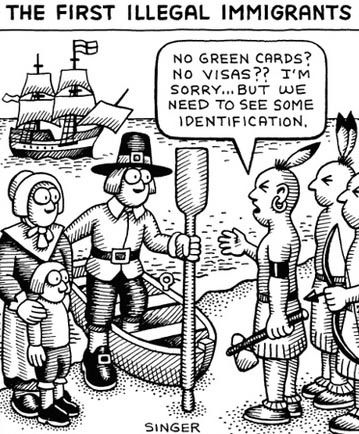 THE FIRST ILLEGAL IMMIGRANTS
NO GREEN CARDS?
NO VISAS?? I'M
SORRY...BUT WE
NEED TO SEE SOME
IDENTIFICATION.
SINGER